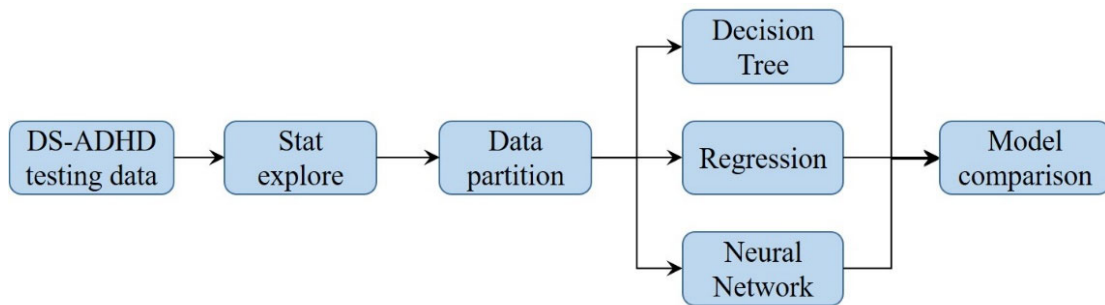 DS-ADHD
testing data
Stat
explore
Data
partition
Decision
Tree
Regression
Neural
Network
Model
comparison